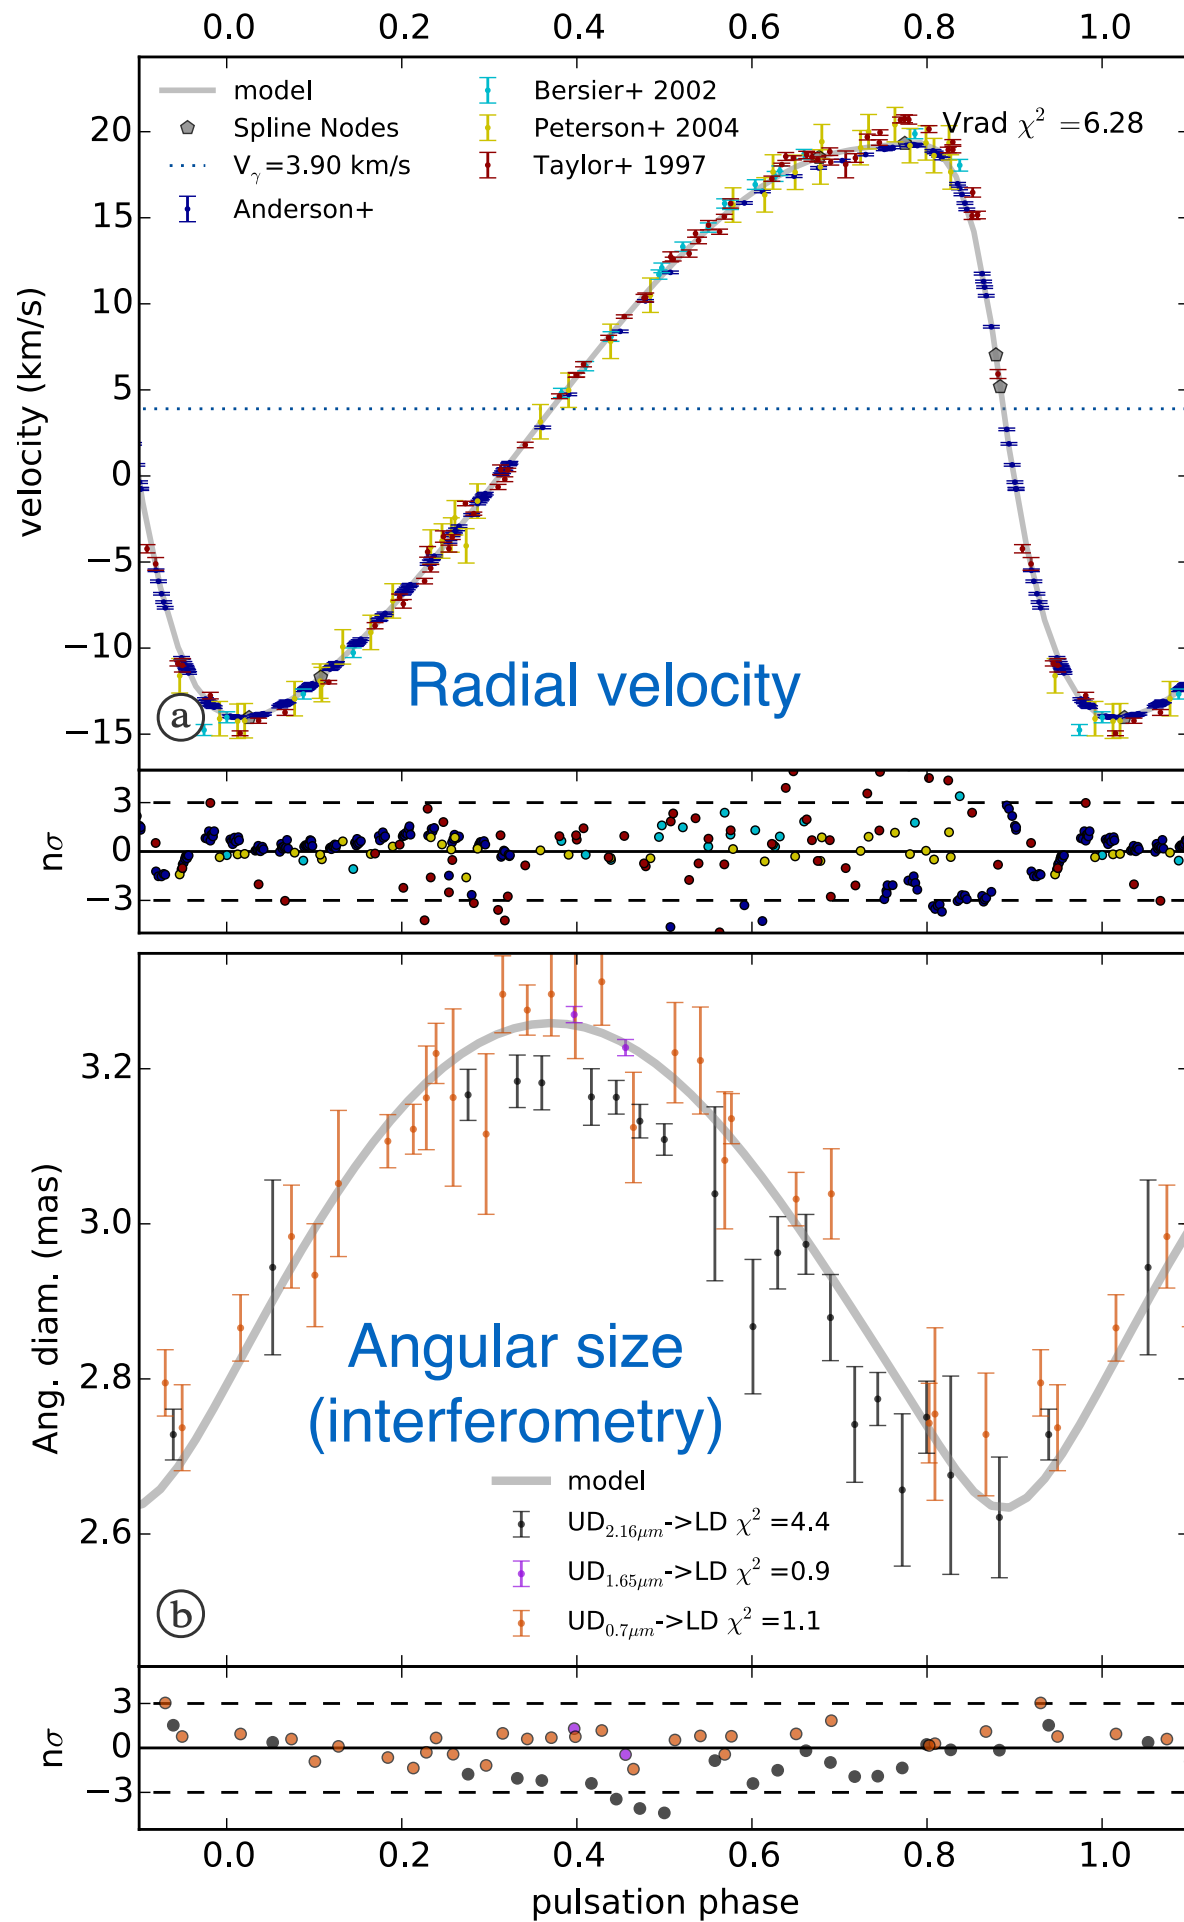 0.0 0.2 0.4 0.6 0.8 1.0
model
Spline Nodes
Vγ=3.90 km/s
Anderson+
Bersier+ 2002
Peterson+ 2004
Taylor+ 1997
Vrad χ² =6.28
velocity (km/s)
20
15
10
5
0
−5
−10
−15
Radial velocity
a
nσ
3
0
−3
Ang. diam. (mas)
3.2
3.0
2.8
2.6
Angular size
(interferometry)
model
UD2.16μm->LD χ² =4.4
UD1.65μm->LD χ² =0.9
UD0.7μm->LD χ² =1.1
b
nσ
3
0
−3
0.0 0.2 0.4 0.6 0.8 1.0
pulsation phase